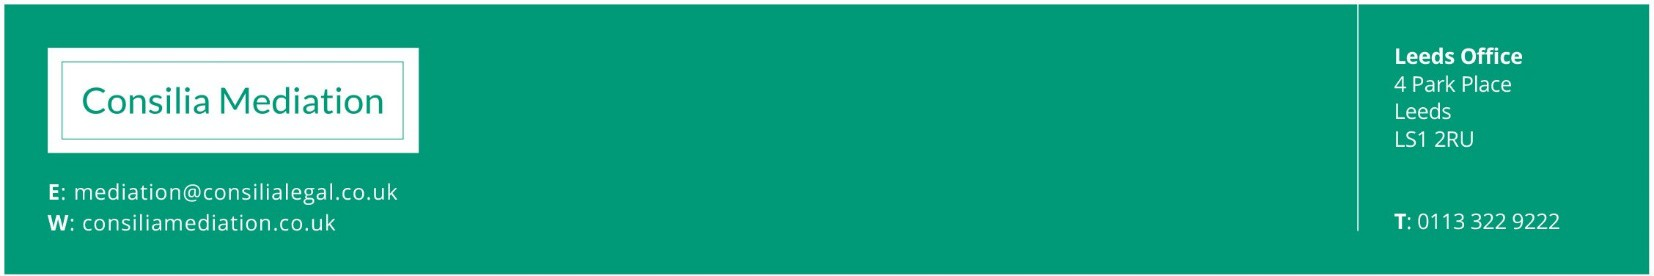 Consilia Mediation
E: mediation@consilialegal.co.uk
W: consiliamediation.co.uk
Leeds Office
4 Park Place
Leeds
LS1 2RU
T: 0113 322 9222